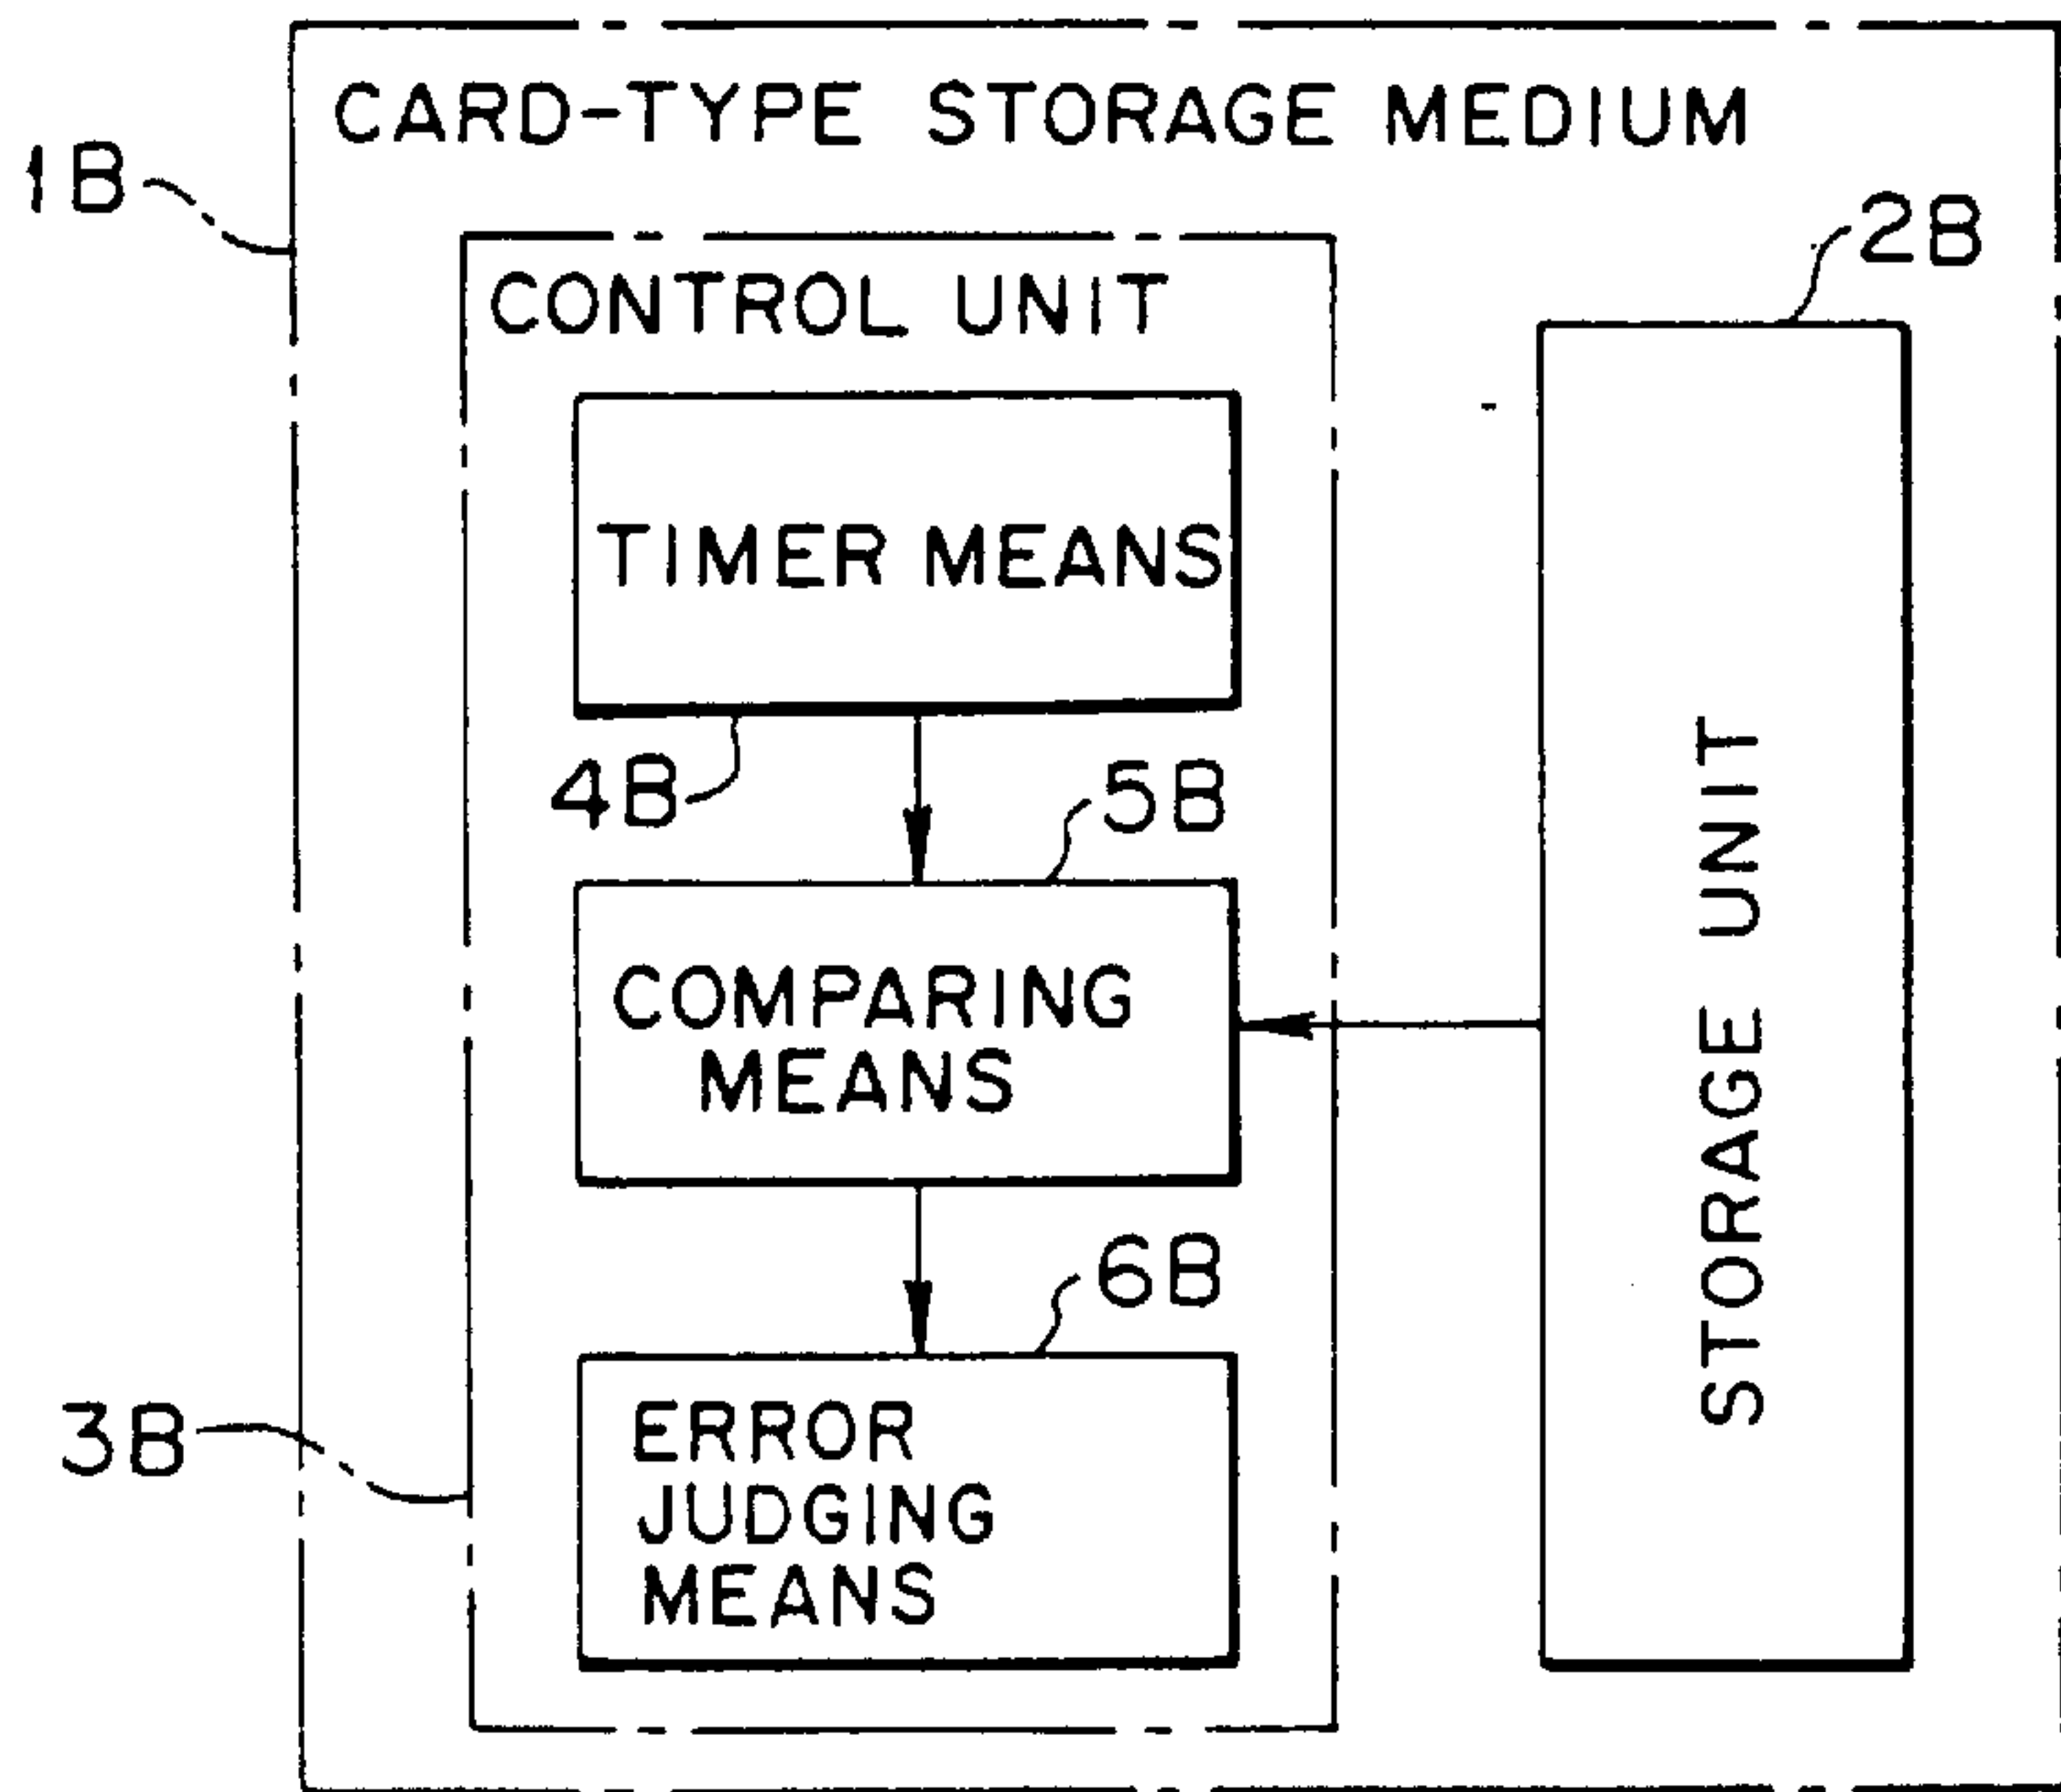 CARD-TYPE STORAGE MEDIUM
1B
2B
CONTROL UNIT
TIMER MEANS
4B
5B
COMPARING
MEANS
STORAGE UNIT
6B
3B
ERROR
JUDGING
MEANS